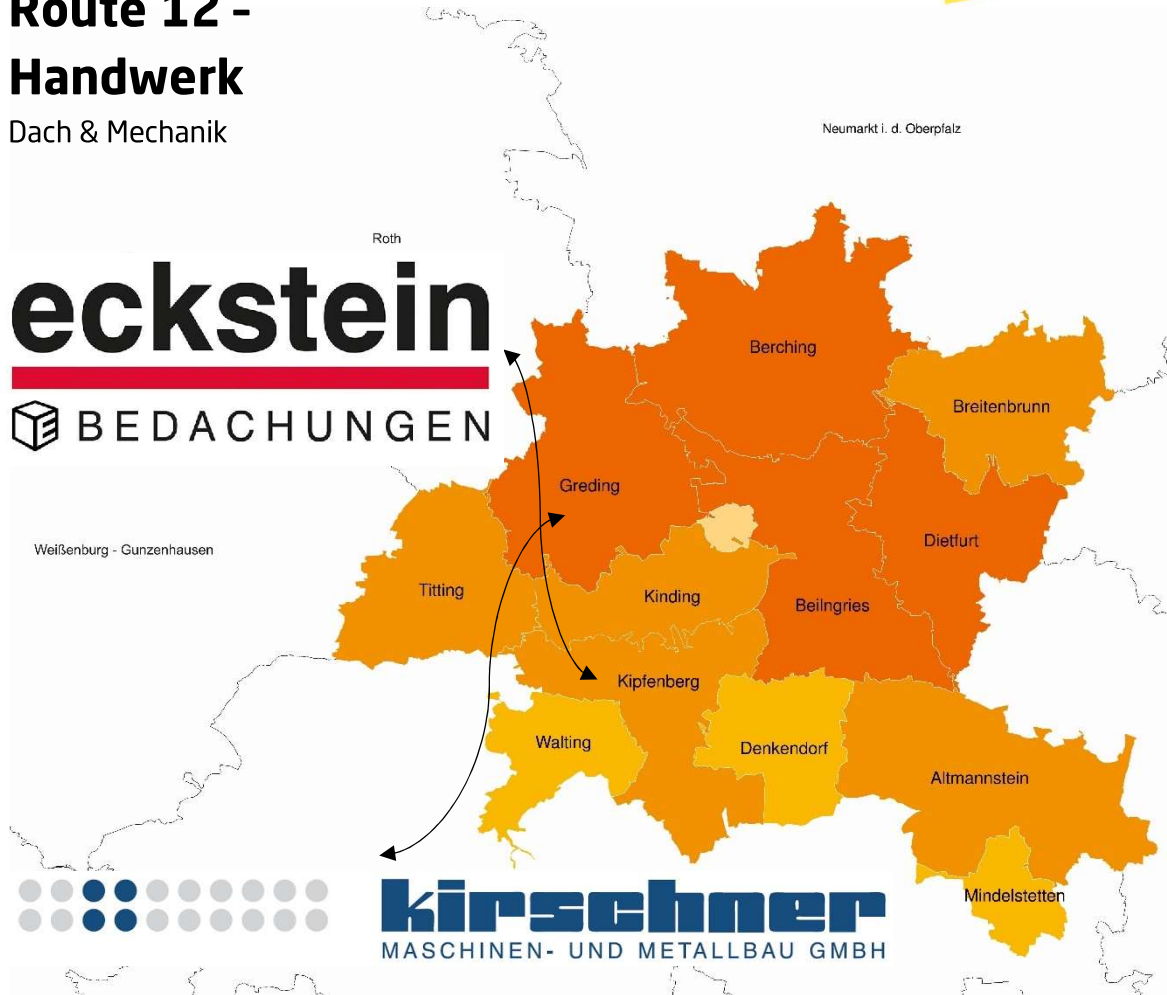 Route 12 -
Handwerk
Dach & Mechanik
Neumarkt i. d. Oberpfalz
Roth
eckstein
BEDACHUNGEN
Berching
Breitenbrunn
Greding
Dietfurt
Weißenburg - Gunzenhausen
Titting
Kinding
Beilngries
Kipfenberg
Walting
Denkendorf
Altmannstein
Mindelstetten
kirschner
MASCHINEN- UND METALLBAU GMBH